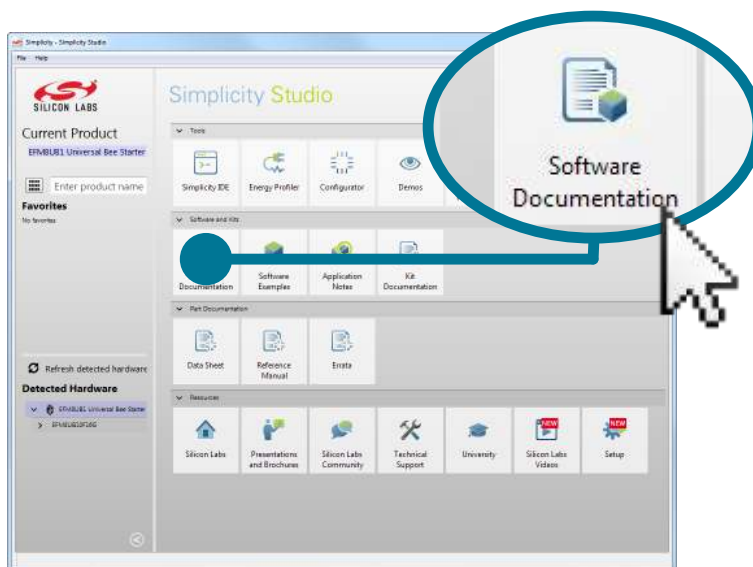 Simplicity - Simplicity Studio
File Help
SILICON LABS
Simplicity Studio
Current Product
EFM8UB1 Universal Bee Starter
Enter product name
Favorites
No favorites
Tools
Simplicity IDE
Energy Profiler
Configurator
Demos
Software
Documentation
Software and Kits
Documentation
Software
Examples
Application
Notes
Kit
Documentation
Part Documentation
Data Sheet
Reference
Manual
Errata
Refresh detected hardware
Detected Hardware
EFM8UB1 Universal Bee Starter
Resources
Silicon Labs
Presentations
and Brochures
Silicon Labs
Community
Technical
Support
University
NEW
Silicon Labs
Videos
NEW
Setup